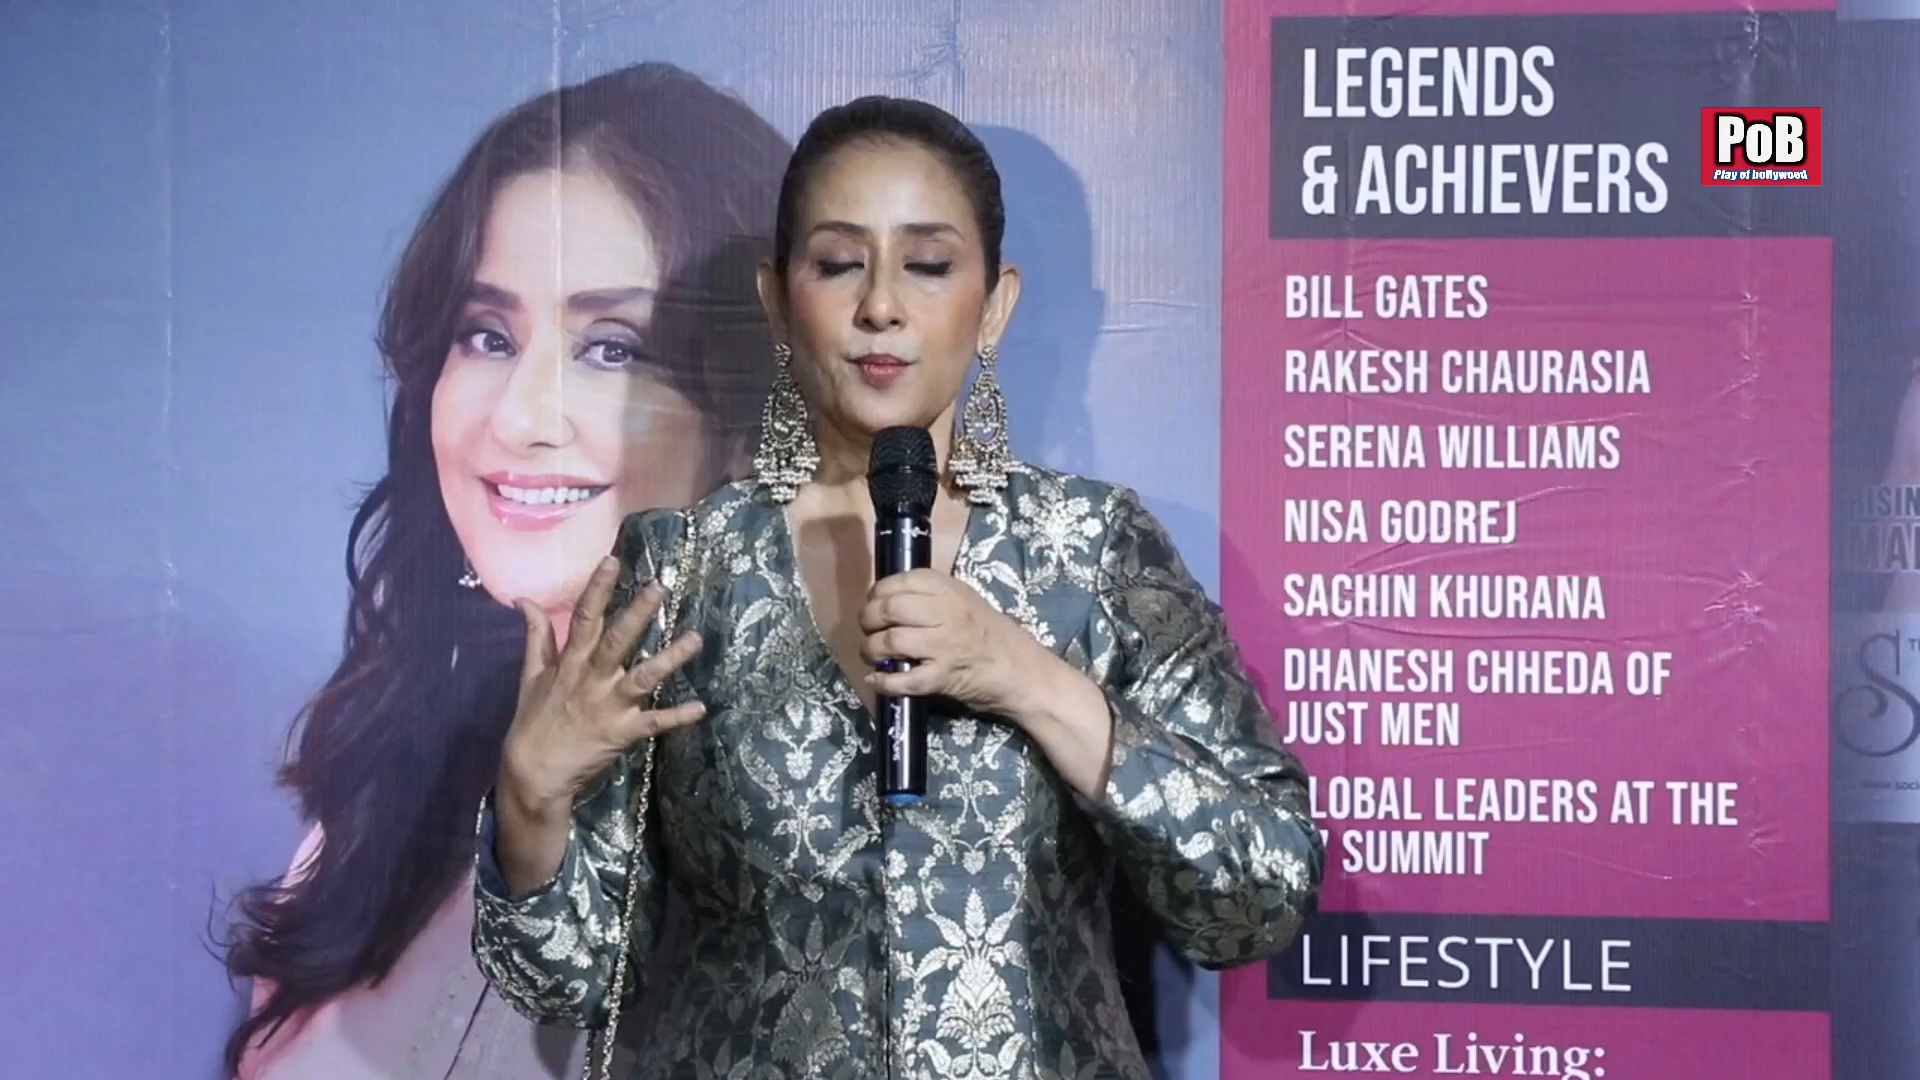 LEGENDS
& ACHIEVERS
PoB
Play of bollywood
BILL GATES
RAKESH CHAURASIA
SERENA WILLIAMS
NISA GODREJ
SACHIN KHURANA
DHANESH CHHEDA OF
JUST MEN
LOBAL LEADERS AT THE
7 SUMMIT
LIFESTYLE
Luxe Living: